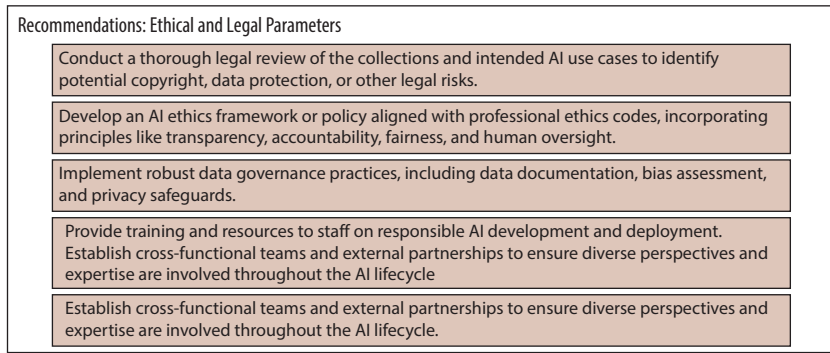 Recommendations: Ethical and Legal Parameters
Conduct a thorough legal review of the collections and intended AI use cases to identify
potential copyright, data protection, or other legal risks.
Develop an AI ethics framework or policy aligned with professional ethics codes, incorporating
principles like transparency, accountability, fairness, and human oversight.
Implement robust data governance practices, including data documentation, bias assessment,
and privacy safeguards.
Provide training and resources to staff on responsible AI development and deployment.
Establish cross-functional teams and external partnerships to ensure diverse perspectives and
expertise are involved throughout the AI lifecycle
Establish cross-functional teams and external partnerships to ensure diverse perspectives and
expertise are involved throughout the AI lifecycle.